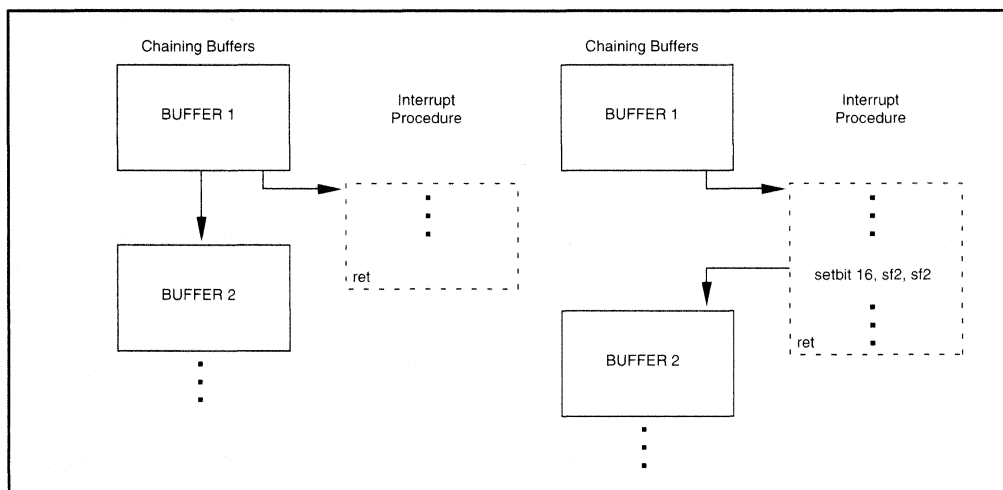 Chaining Buffers
BUFFER 1
Interrupt
Procedure
ret
BUFFER 2
Chaining Buffers
BUFFER 1
Interrupt
Procedure
setbit 16, sf2, sf2
ret
BUFFER 2